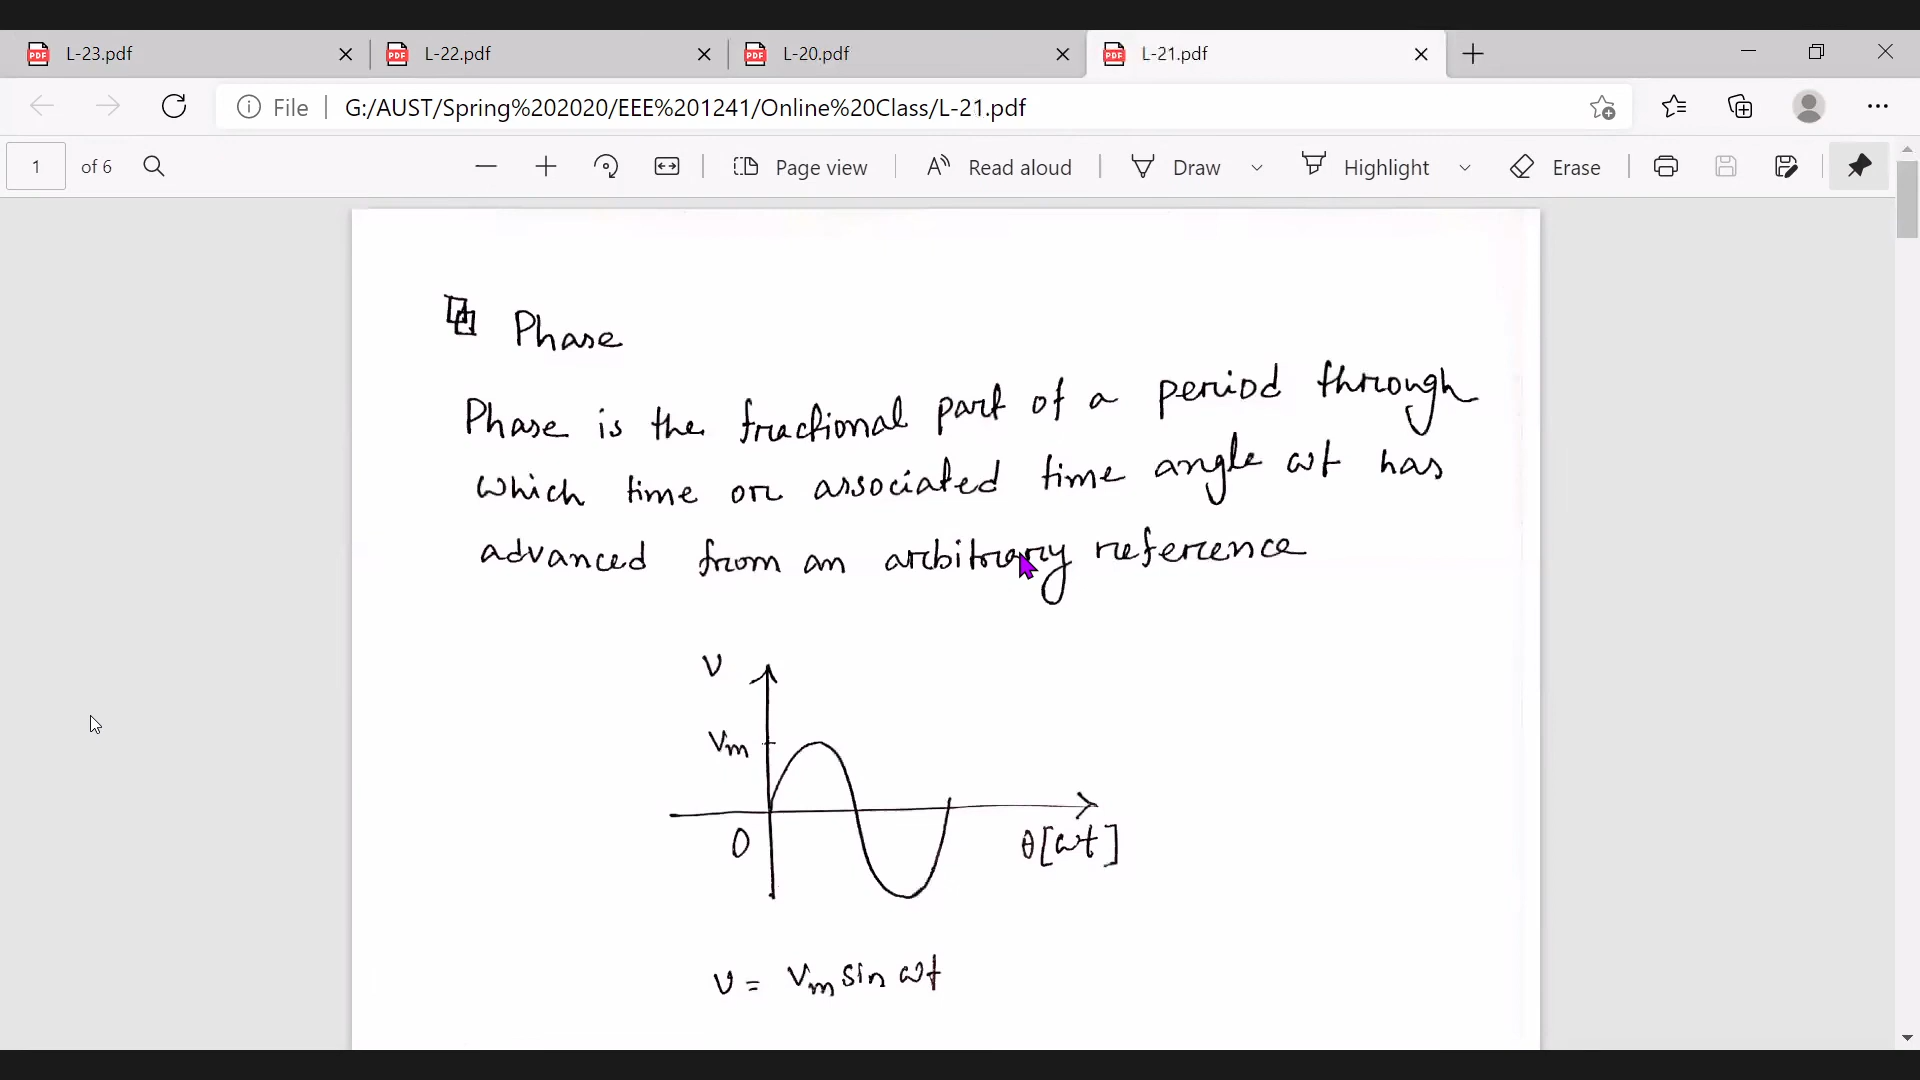 L-23.pdf
L-22.pdf
L-20.pdf
L-21.pdf
File | G:/AUST/Spring%202020/EEE%201241/Online%20Class/L-21.pdf
1 of 6
Page view
Read aloud
Draw
Highlight
Erase
Phase
Phase is the fractional part of a period through
which time or associated time angle ωt has
advanced from an arbitrary reference
v
Vm
0
θ[ωt]
v = Vm sin ωt